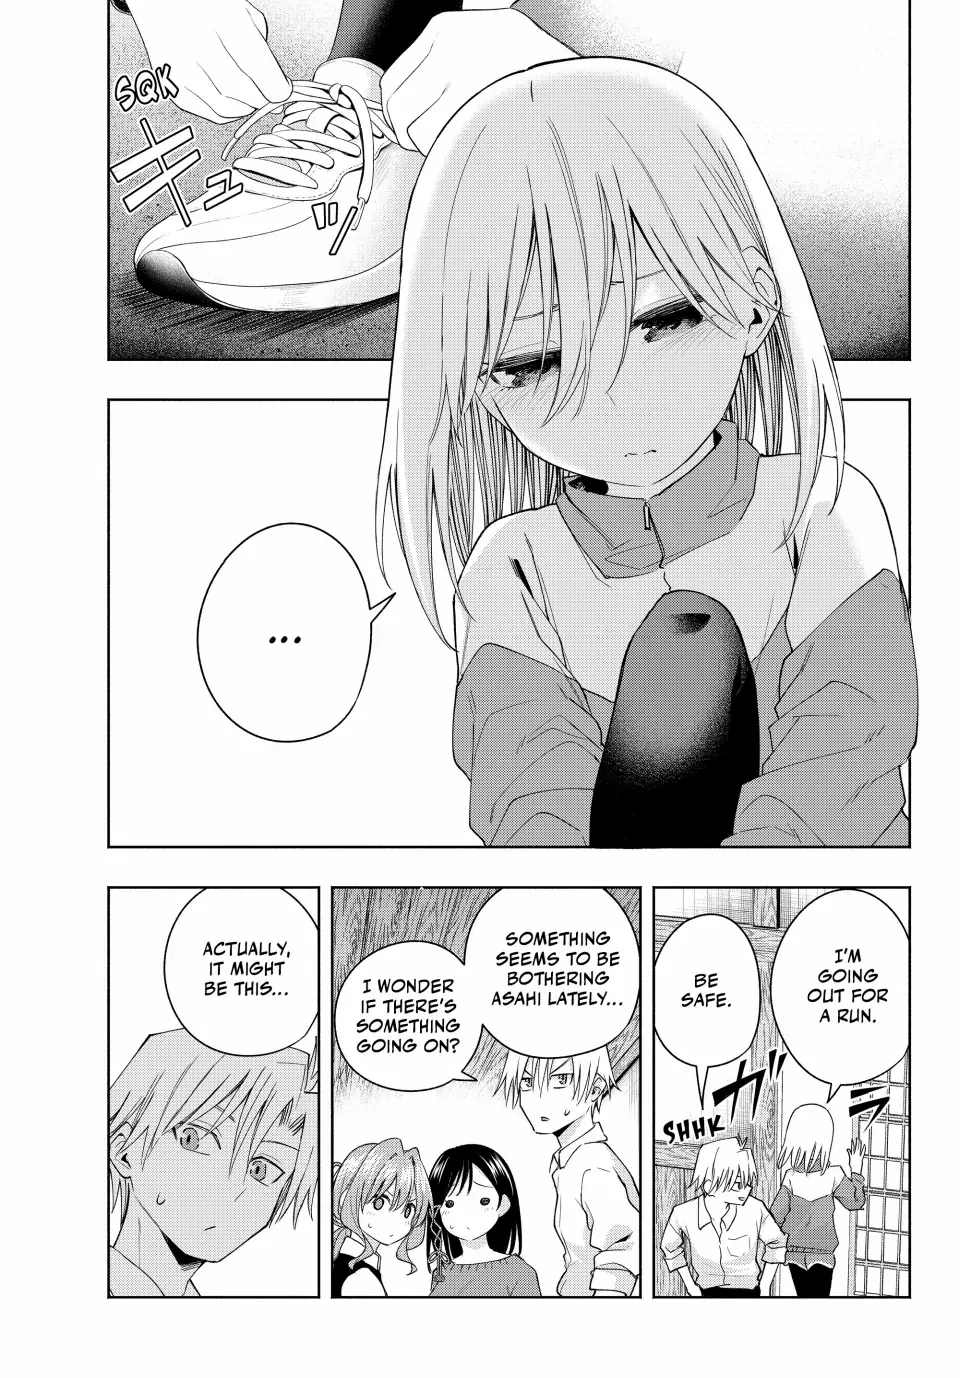 SQK
キュッ
...
I'M
GOING
OUT FOR
A RUN.
BE
SAFE.
ガラ
SHHK
SOMETHING
SEEMS TO BE
BOTHERING
ASAHI LATELY...
I WONDER
IF THERE'S
SOMETHING
GOING ON?
ACTUALLY,
IT MIGHT
BE THIS...